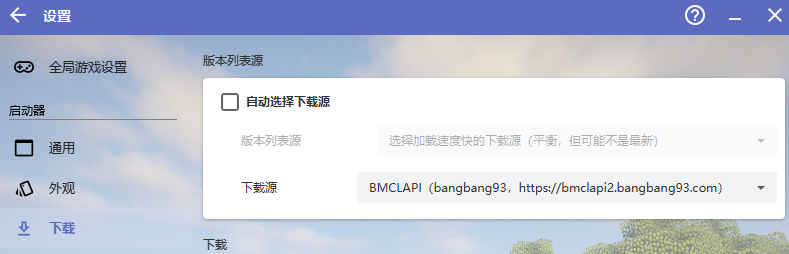 设置
全局游戏设置
启动器
通用
外观
下载
版本列表源
自动选择下载源
版本列表源
选择加载速度快的下载源（平衡，但可能不是最新）
下载源
BMCLAPI（bangbang93，https://bmclapi2.bangbang93.com）
下载